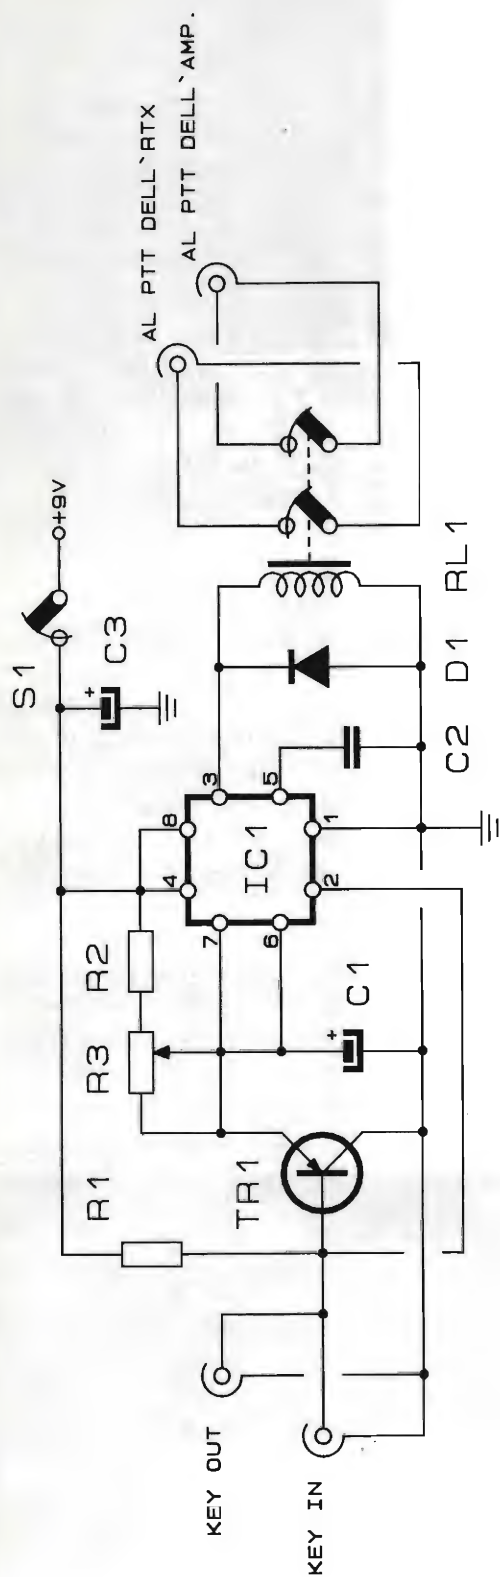 S1
+9V
R1
R3
R2
C3
AL PTT DELL`RTX
AL PTT DELL`AMP.
4
8
7
3
KEY OUT
TR1
IC1
6
5
KEY IN
C1
2
1
C2
D1
RL1
+
+